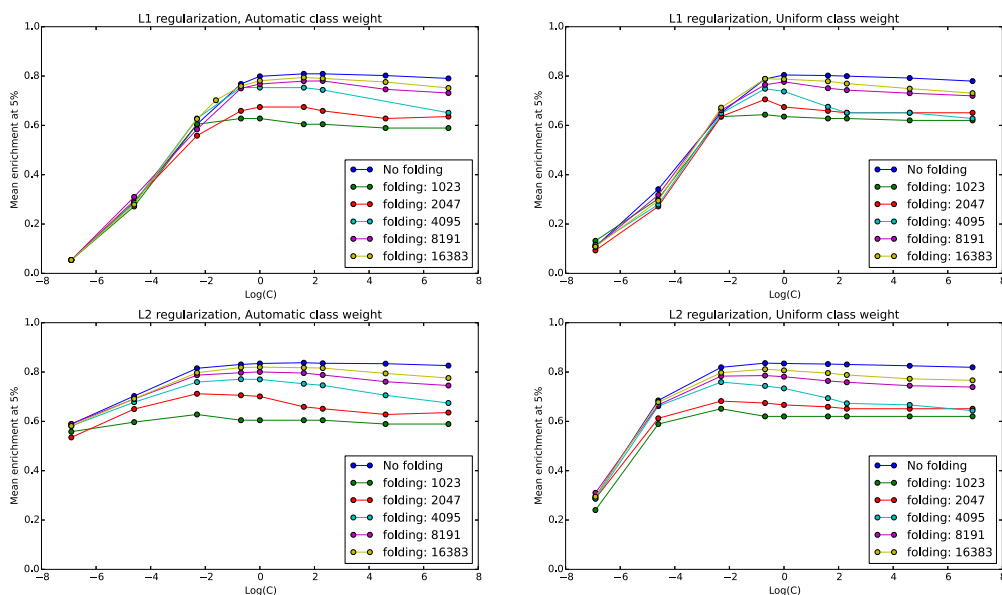 L1 regularization, Automatic class weight
1.0
0.8
0.6
0.4
0.2
0.0
Mean enrichment at 5%
No folding
folding: 1023
folding: 2047
folding: 4095
folding: 8191
folding: 16383
−8 −6 −4 −2 0 2 4 6 8
Log(C)
L1 regularization, Uniform class weight
1.0
0.8
0.6
0.4
0.2
0.0
Mean enrichment at 5%
No folding
folding: 1023
folding: 2047
folding: 4095
folding: 8191
folding: 16383
−8 −6 −4 −2 0 2 4 6 8
Log(C)
L2 regularization, Automatic class weight
1.0
0.8
0.6
0.4
0.2
0.0
Mean enrichment at 5%
No folding
folding: 1023
folding: 2047
folding: 4095
folding: 8191
folding: 16383
−8 −6 −4 −2 0 2 4 6 8
Log(C)
L2 regularization, Uniform class weight
1.0
0.8
0.6
0.4
0.2
0.0
Mean enrichment at 5%
No folding
folding: 1023
folding: 2047
folding: 4095
folding: 8191
folding: 16383
−8 −6 −4 −2 0 2 4 6 8
Log(C)